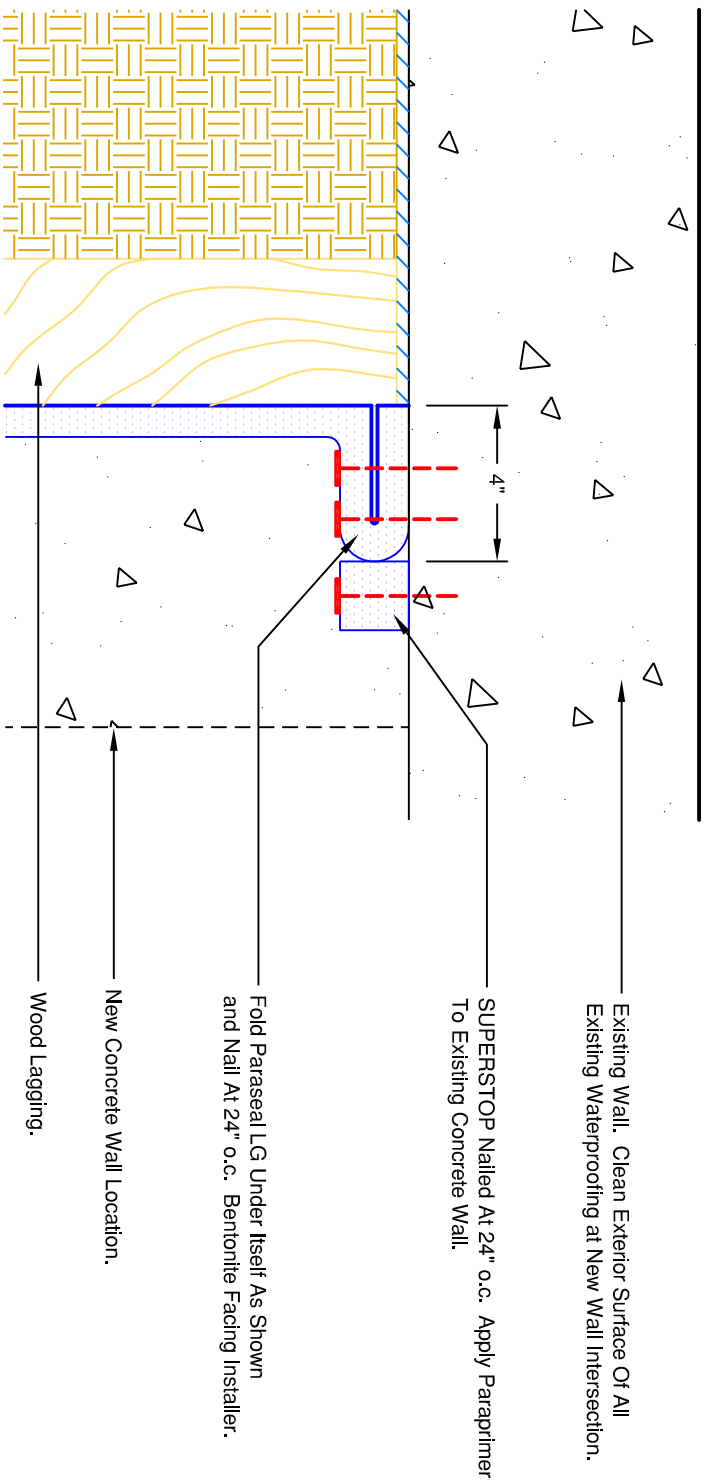 Existing Wall.  Clean Exterior Surface Of All
Existing Waterproofing at New Wall Intersection.
SUPERSTOP Nailed At 24" o.c.  Apply Paraprimer
To Existing Concrete Wall.
4"
Fold Paraseal LG Under Itself As Shown
and Nail At 24" o.c.  Bentonite Facing Installer.
New Concrete Wall Location.
Wood Lagging.